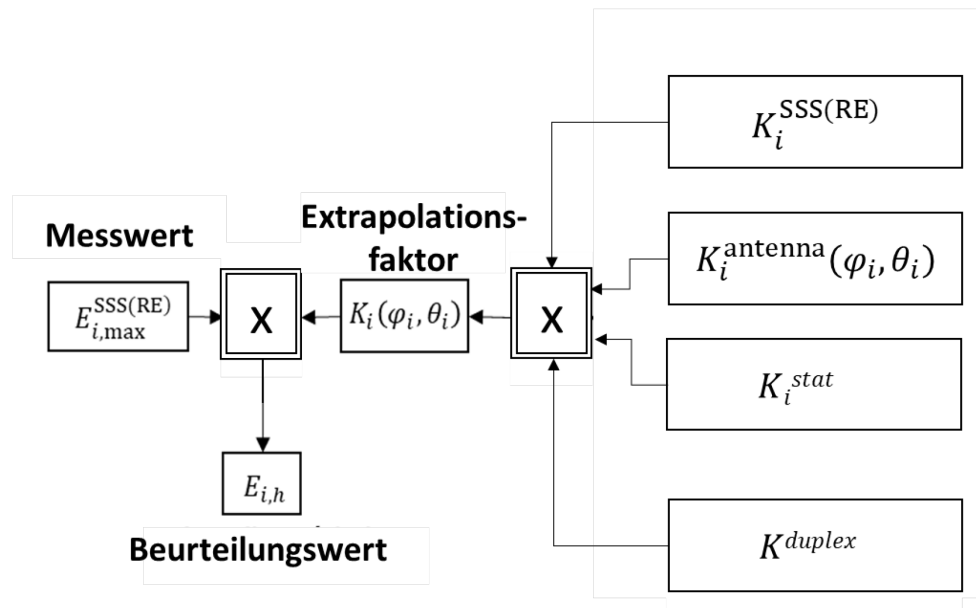 Messwert
E_{i,max}^{SSS(RE)}
X
Extrapolations-
faktor
K_i(φ_i,θ_i)
X
K_i^{SSS(RE)}
K_i^{antenna}(φ_i,θ_i)
K_i^{stat}
K^{duplex}
E_{i,h}
Beurteilungswert